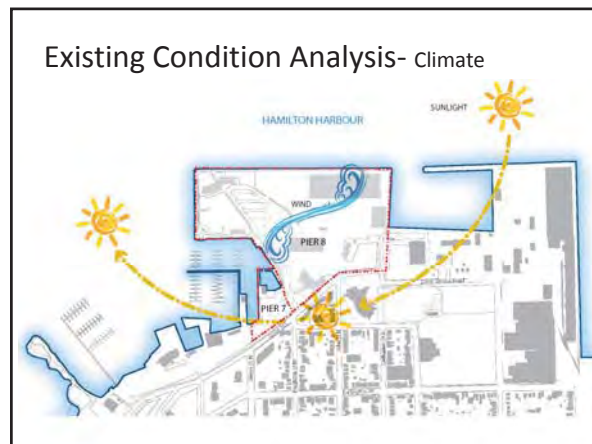 Existing Condition Analysis- Climate
SUNLIGHT
HAMILTON HARBOUR
WIND
PIER 8
PIER 7